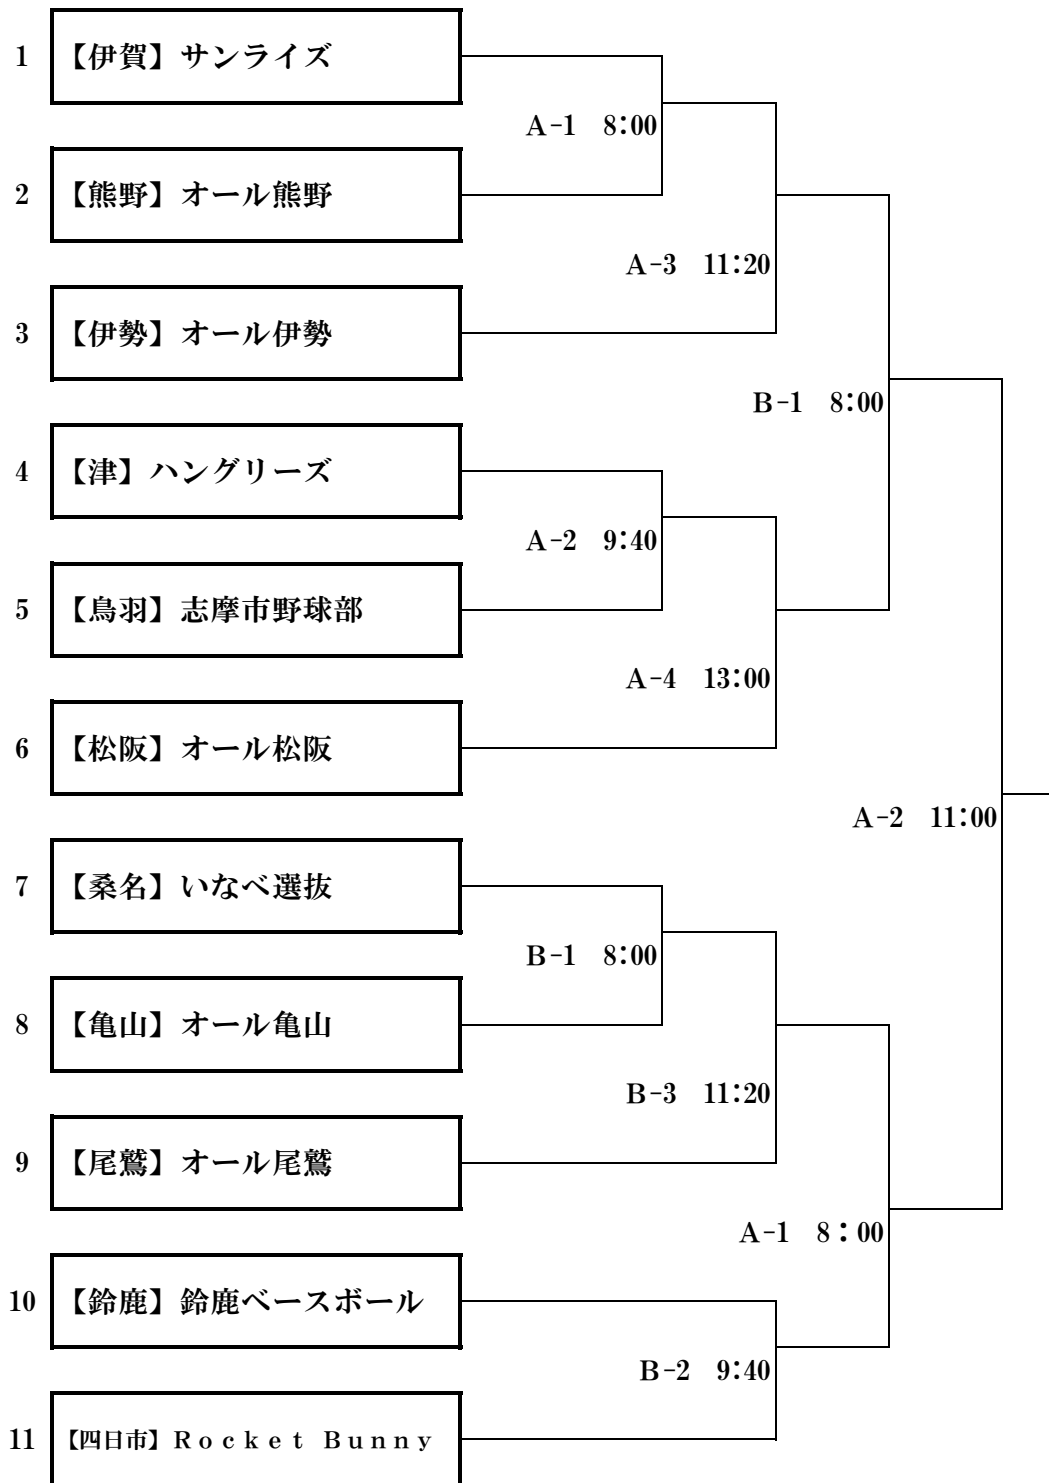 1 【伊賀】サンライズ
A-1 8:00
2 【熊野】オール熊野
A-3 11:20
3 【伊勢】オール伊勢
B-1 8:00
4 【津】ハングリーズ
A-2 9:40
5 【鳥羽】志摩市野球部
A-4 13:00
6 【松阪】オール松阪
A-2 11:00
7 【桑名】いなべ選抜
B-1 8:00
8 【亀山】オール亀山
B-3 11:20
9 【尾鷲】オール尾鷲
A-1 8：00
10 【鈴鹿】鈴鹿ベースボール
B-2 9:40
11 【四日市】Ｒｏｃｋｅｔ Ｂｕｎｎｙ